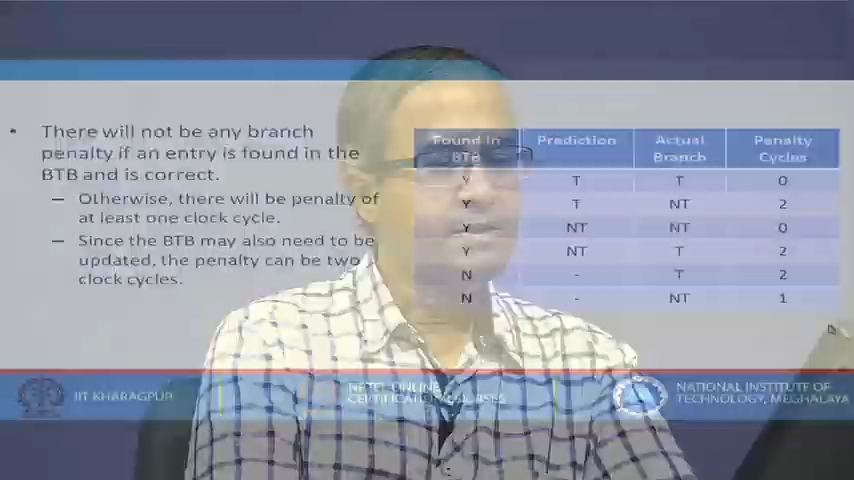 • There will not be any branch
penalty if an entry is found in the
BTB and is correct.
– Otherwise, there will be penalty of
at least one clock cycle.
– Since the BTB may also need to be
updated, the penalty can be two
clock cycles.
Found in BTB Prediction Actual Branch Penalty Cycles
Y T T 0
Y T NT 2
Y NT NT 0
Y NT T 2
N - T 2
N - NT 1
IIT KHARAGPUR
NPTEL ONLINE
CERTIFICATION COURSES
NATIONAL INSTITUTE OF
TECHNOLOGY, MEGHALAYA